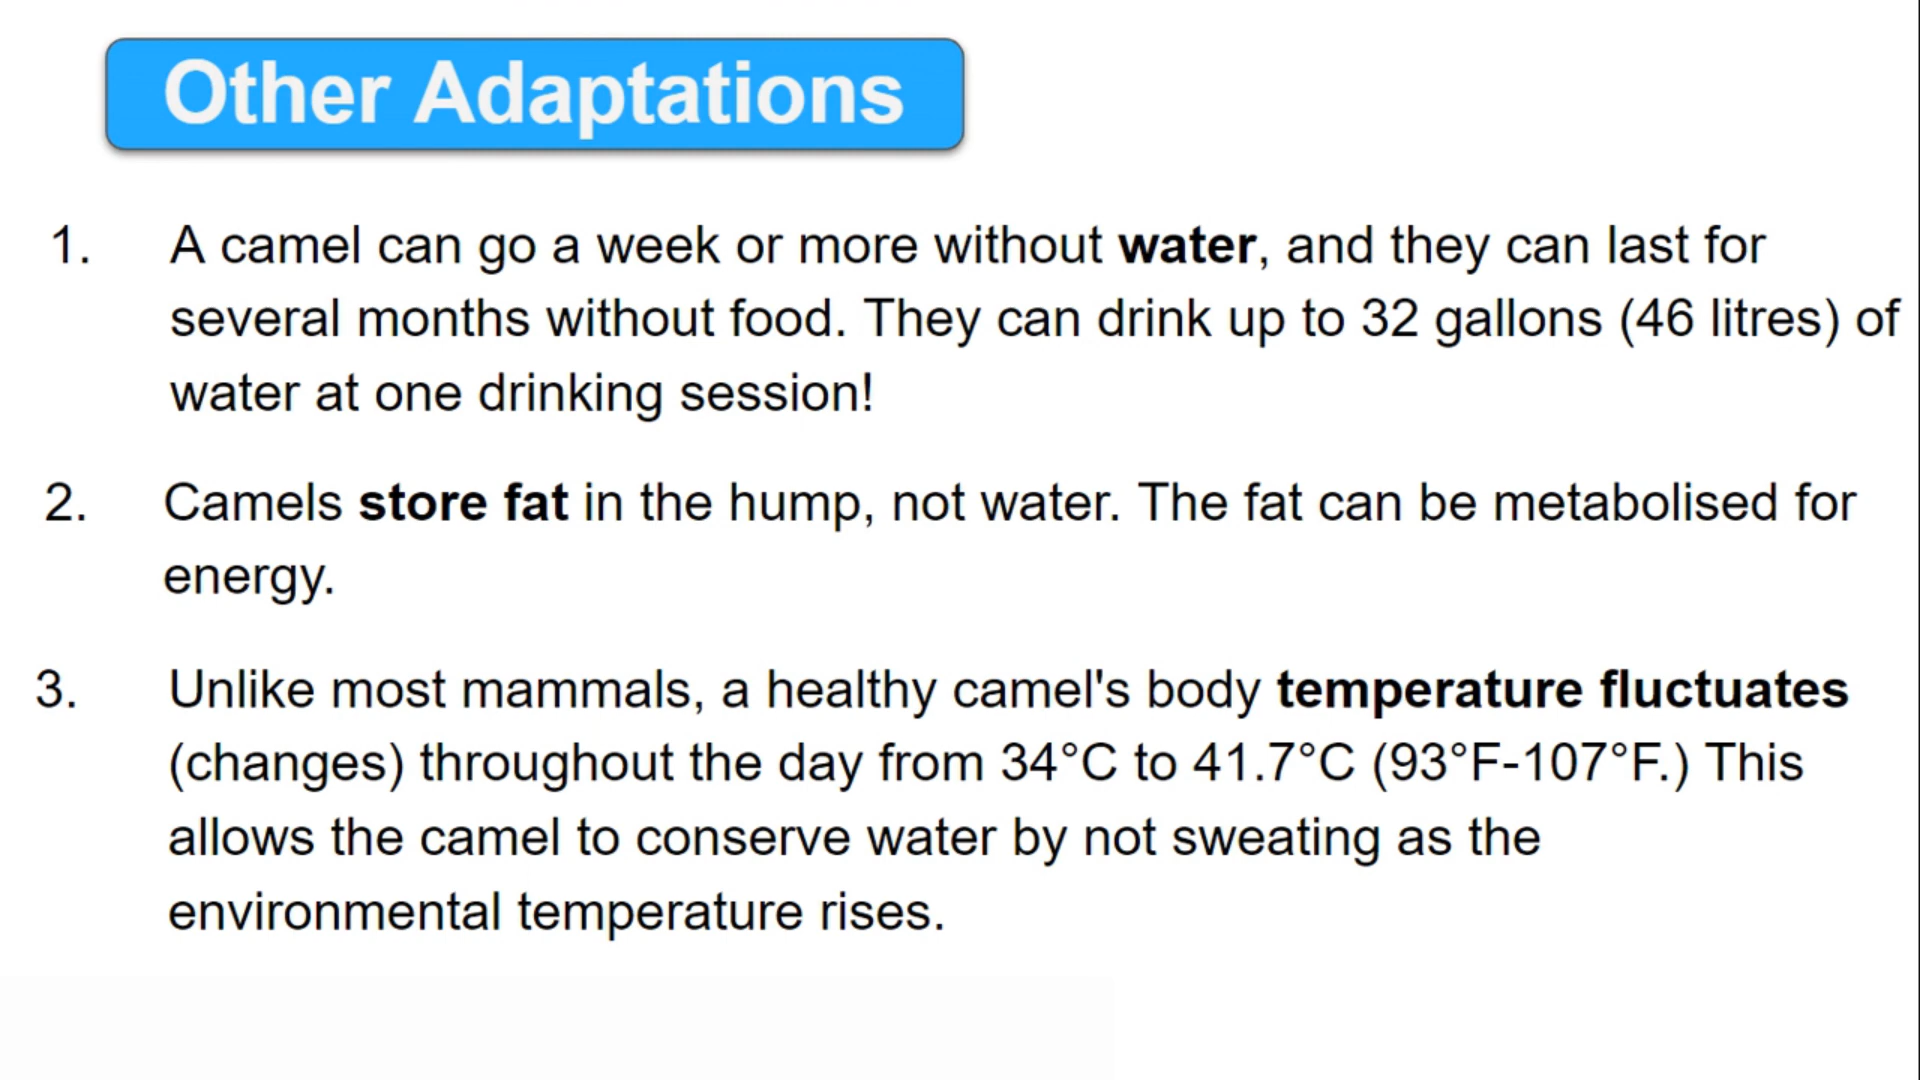 Other Adaptations
1. A camel can go a week or more without water, and they can last for
several months without food. They can drink up to 32 gallons (46 litres) of
water at one drinking session!
2. Camels store fat in the hump, not water. The fat can be metabolised for
energy.
3. Unlike most mammals, a healthy camel's body temperature fluctuates
(changes) throughout the day from 34°C to 41.7°C (93°F-107°F.) This
allows the camel to conserve water by not sweating as the
environmental temperature rises.